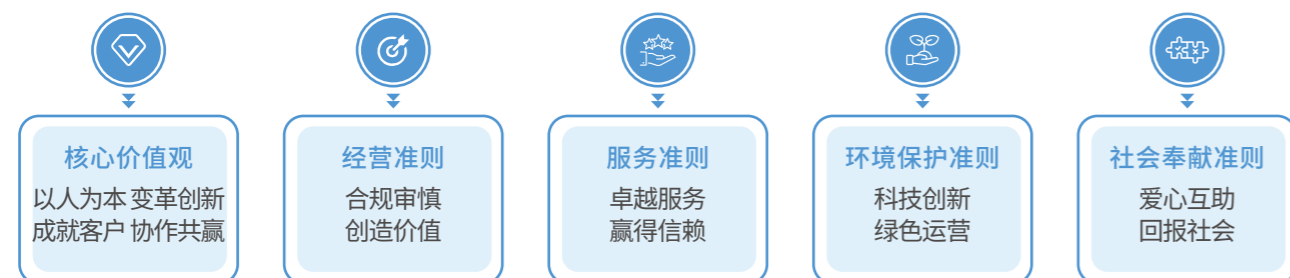 核心价值观
以人为本 变革创新
成就客户 协作共赢
经营准则
合规审慎
创造价值
服务准则
卓越服务
赢得信赖
环境保护准则
科技创新
绿色运营
社会奉献准则
爱心互助
回报社会